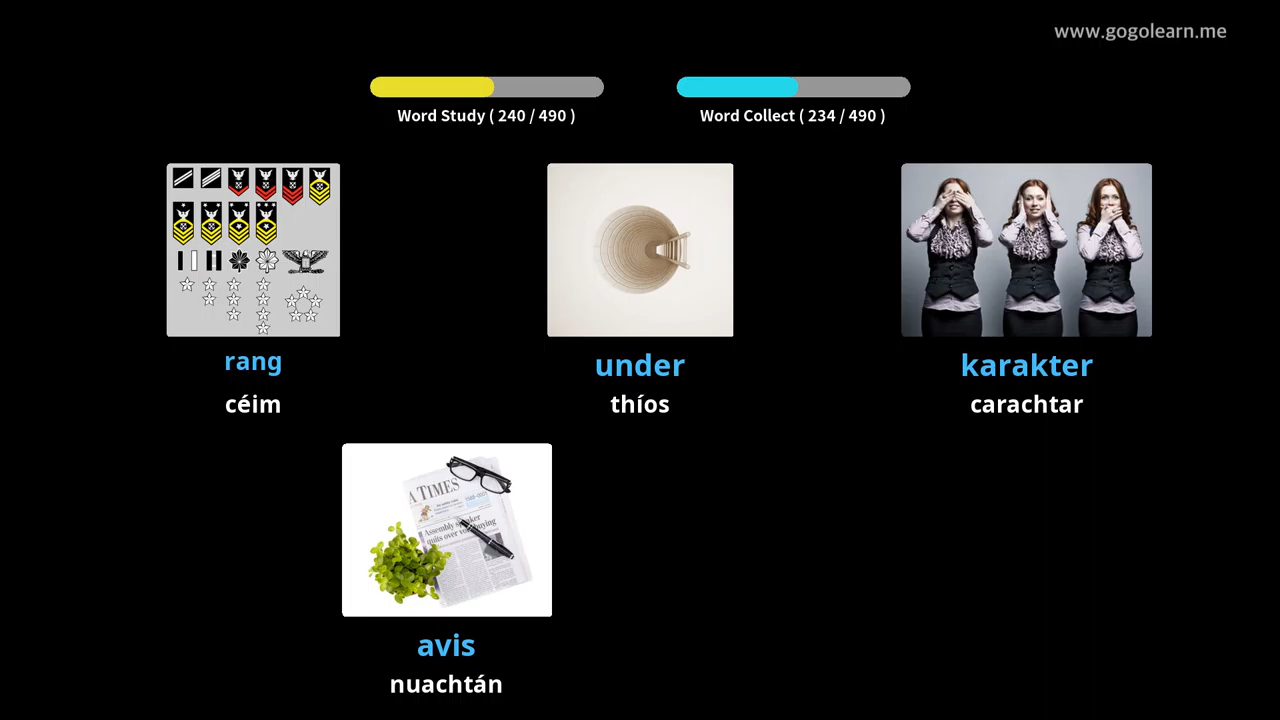 www.gogolearn.me
Word Study ( 240 / 490 )
Word Collect ( 234 / 490 )
rang
under
karakter
céim
thíos
carachtar
A TIMES
avis
nuachtán